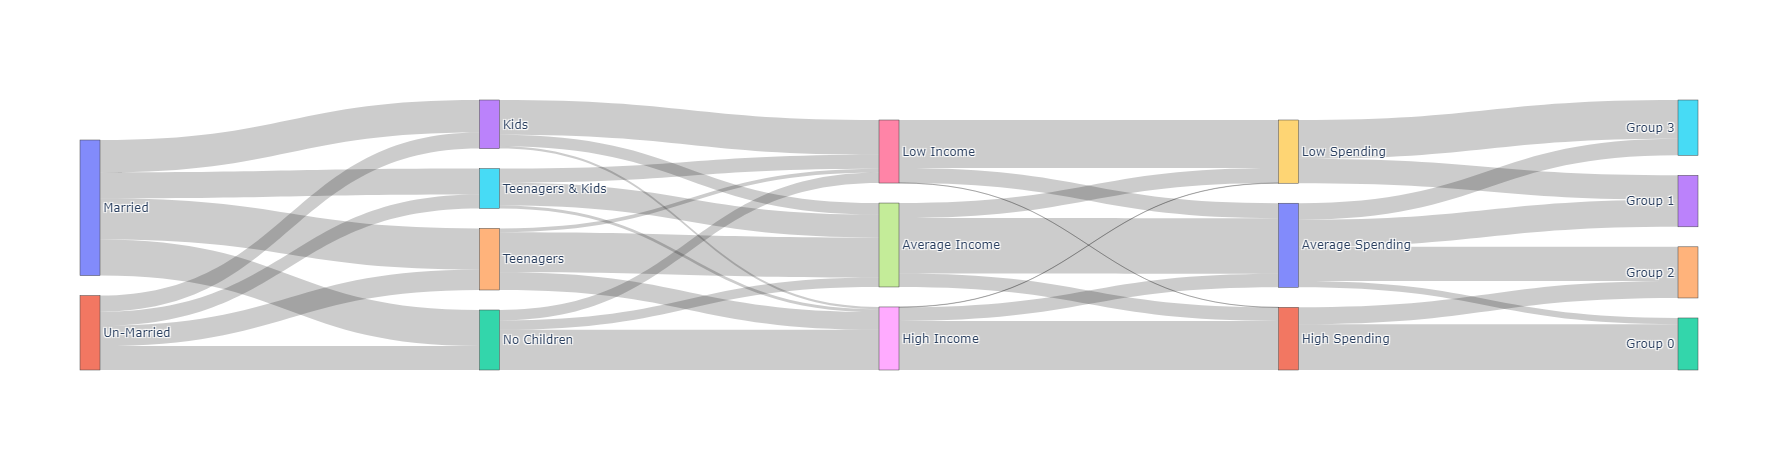 Married
Un-Married
Kids
Teenagers & Kids
Teenagers
No Children
Low Income
Average Income
High Income
Low Spending
Average Spending
High Spending
Group 3
Group 1
Group 2
Group 0